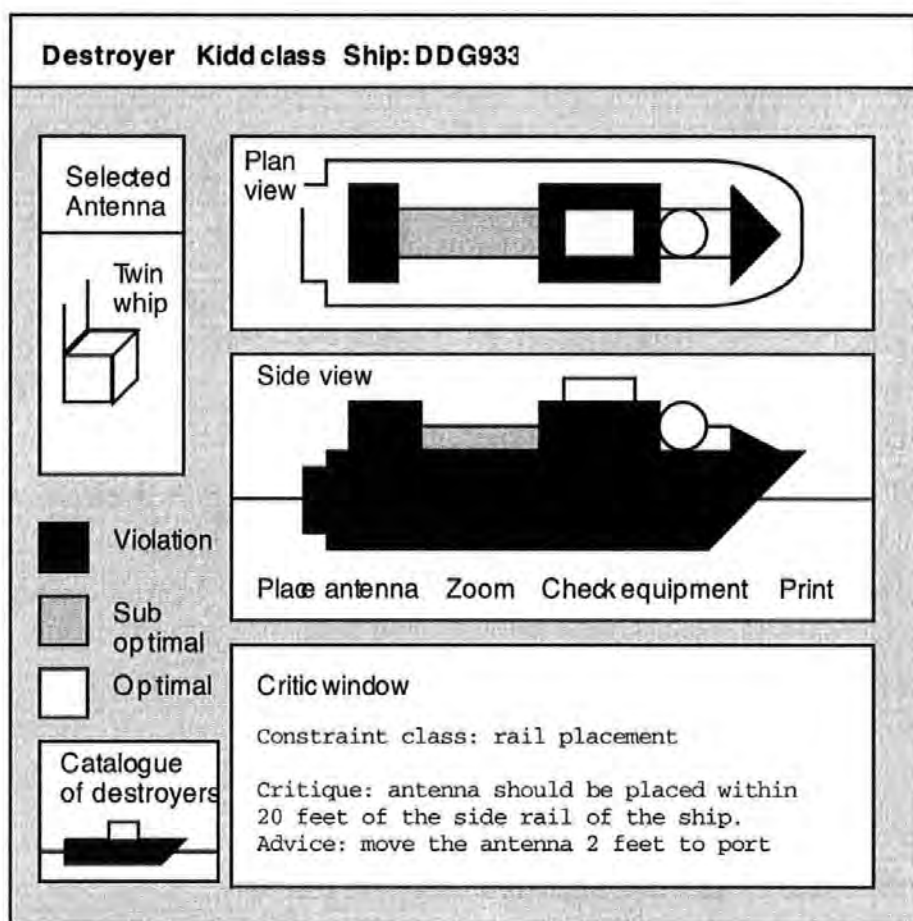 Destroyer Kidd class Ship: DDG933
Selected
Antenna
Twin
whip
Violation
Sub
optimal
Optimal
Catalogue
of destroyers
Plan
view
Side view
Place antenna Zoom Check equipment Print
Critic window
Constraint class: rail placement
Critique: antenna should be placed within
20 feet of the side rail of the ship.
Advice: move the antenna 2 feet to port